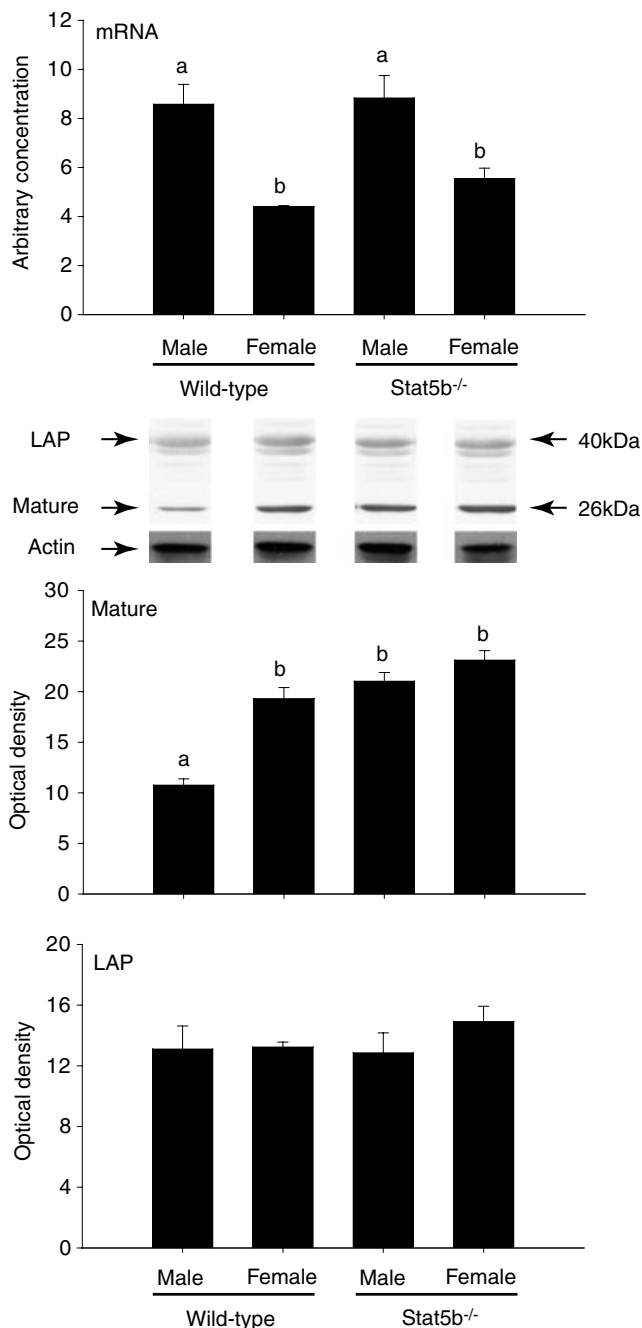 mRNA
12
10
8
6
4
2
0
Arbitrary concentration
a
b
a
b
Male Female Male Female
Wild-type Stat5b-/-
LAP 40kDa
Mature 26kDa
Actin
Mature
30
25
20
15
10
5
0
Optical density
a
b
b
b
LAP
20
16
12
8
4
0
Optical density
Male Female Male Female
Wild-type Stat5b-/-